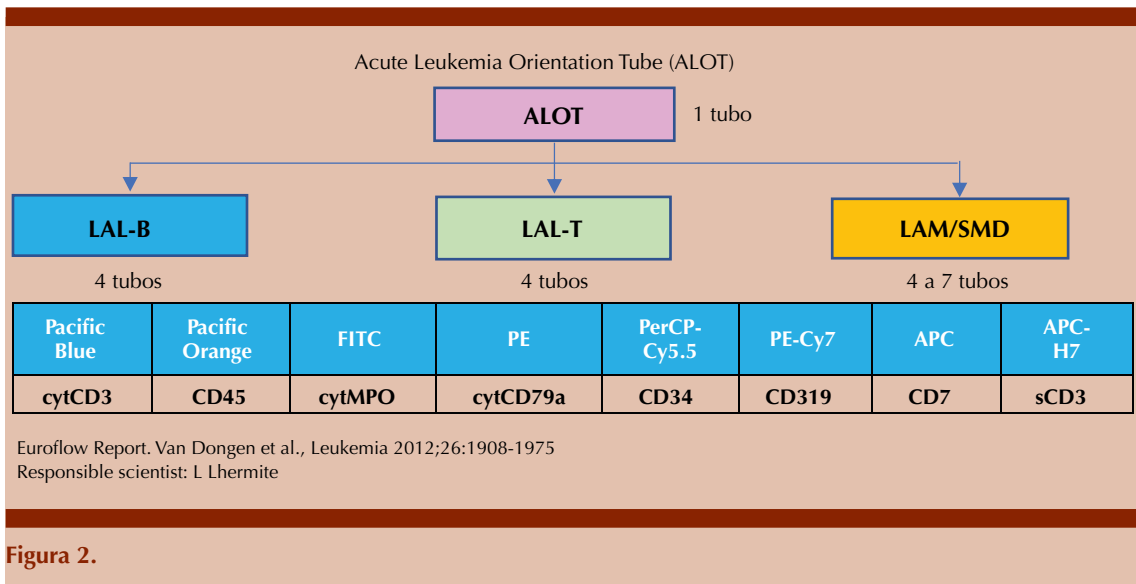 Acute Leukemia Orientation Tube (ALOT)
ALOT
1 tubo
LAL-B
LAL-T
LAM/SMD
4 tubos
4 tubos
4 a 7 tubos
Pacific Blue
Pacific Orange
FITC
PE
PerCP-Cy5.5
PE-Cy7
APC
APC-H7
cytCD3
CD45
cytMPO
cytCD79a
CD34
CD319
CD7
sCD3
Euroflow Report. Van Dongen et al., Leukemia 2012;26:1908-1975
Responsible scientist: L Lhermite
Figura 2.